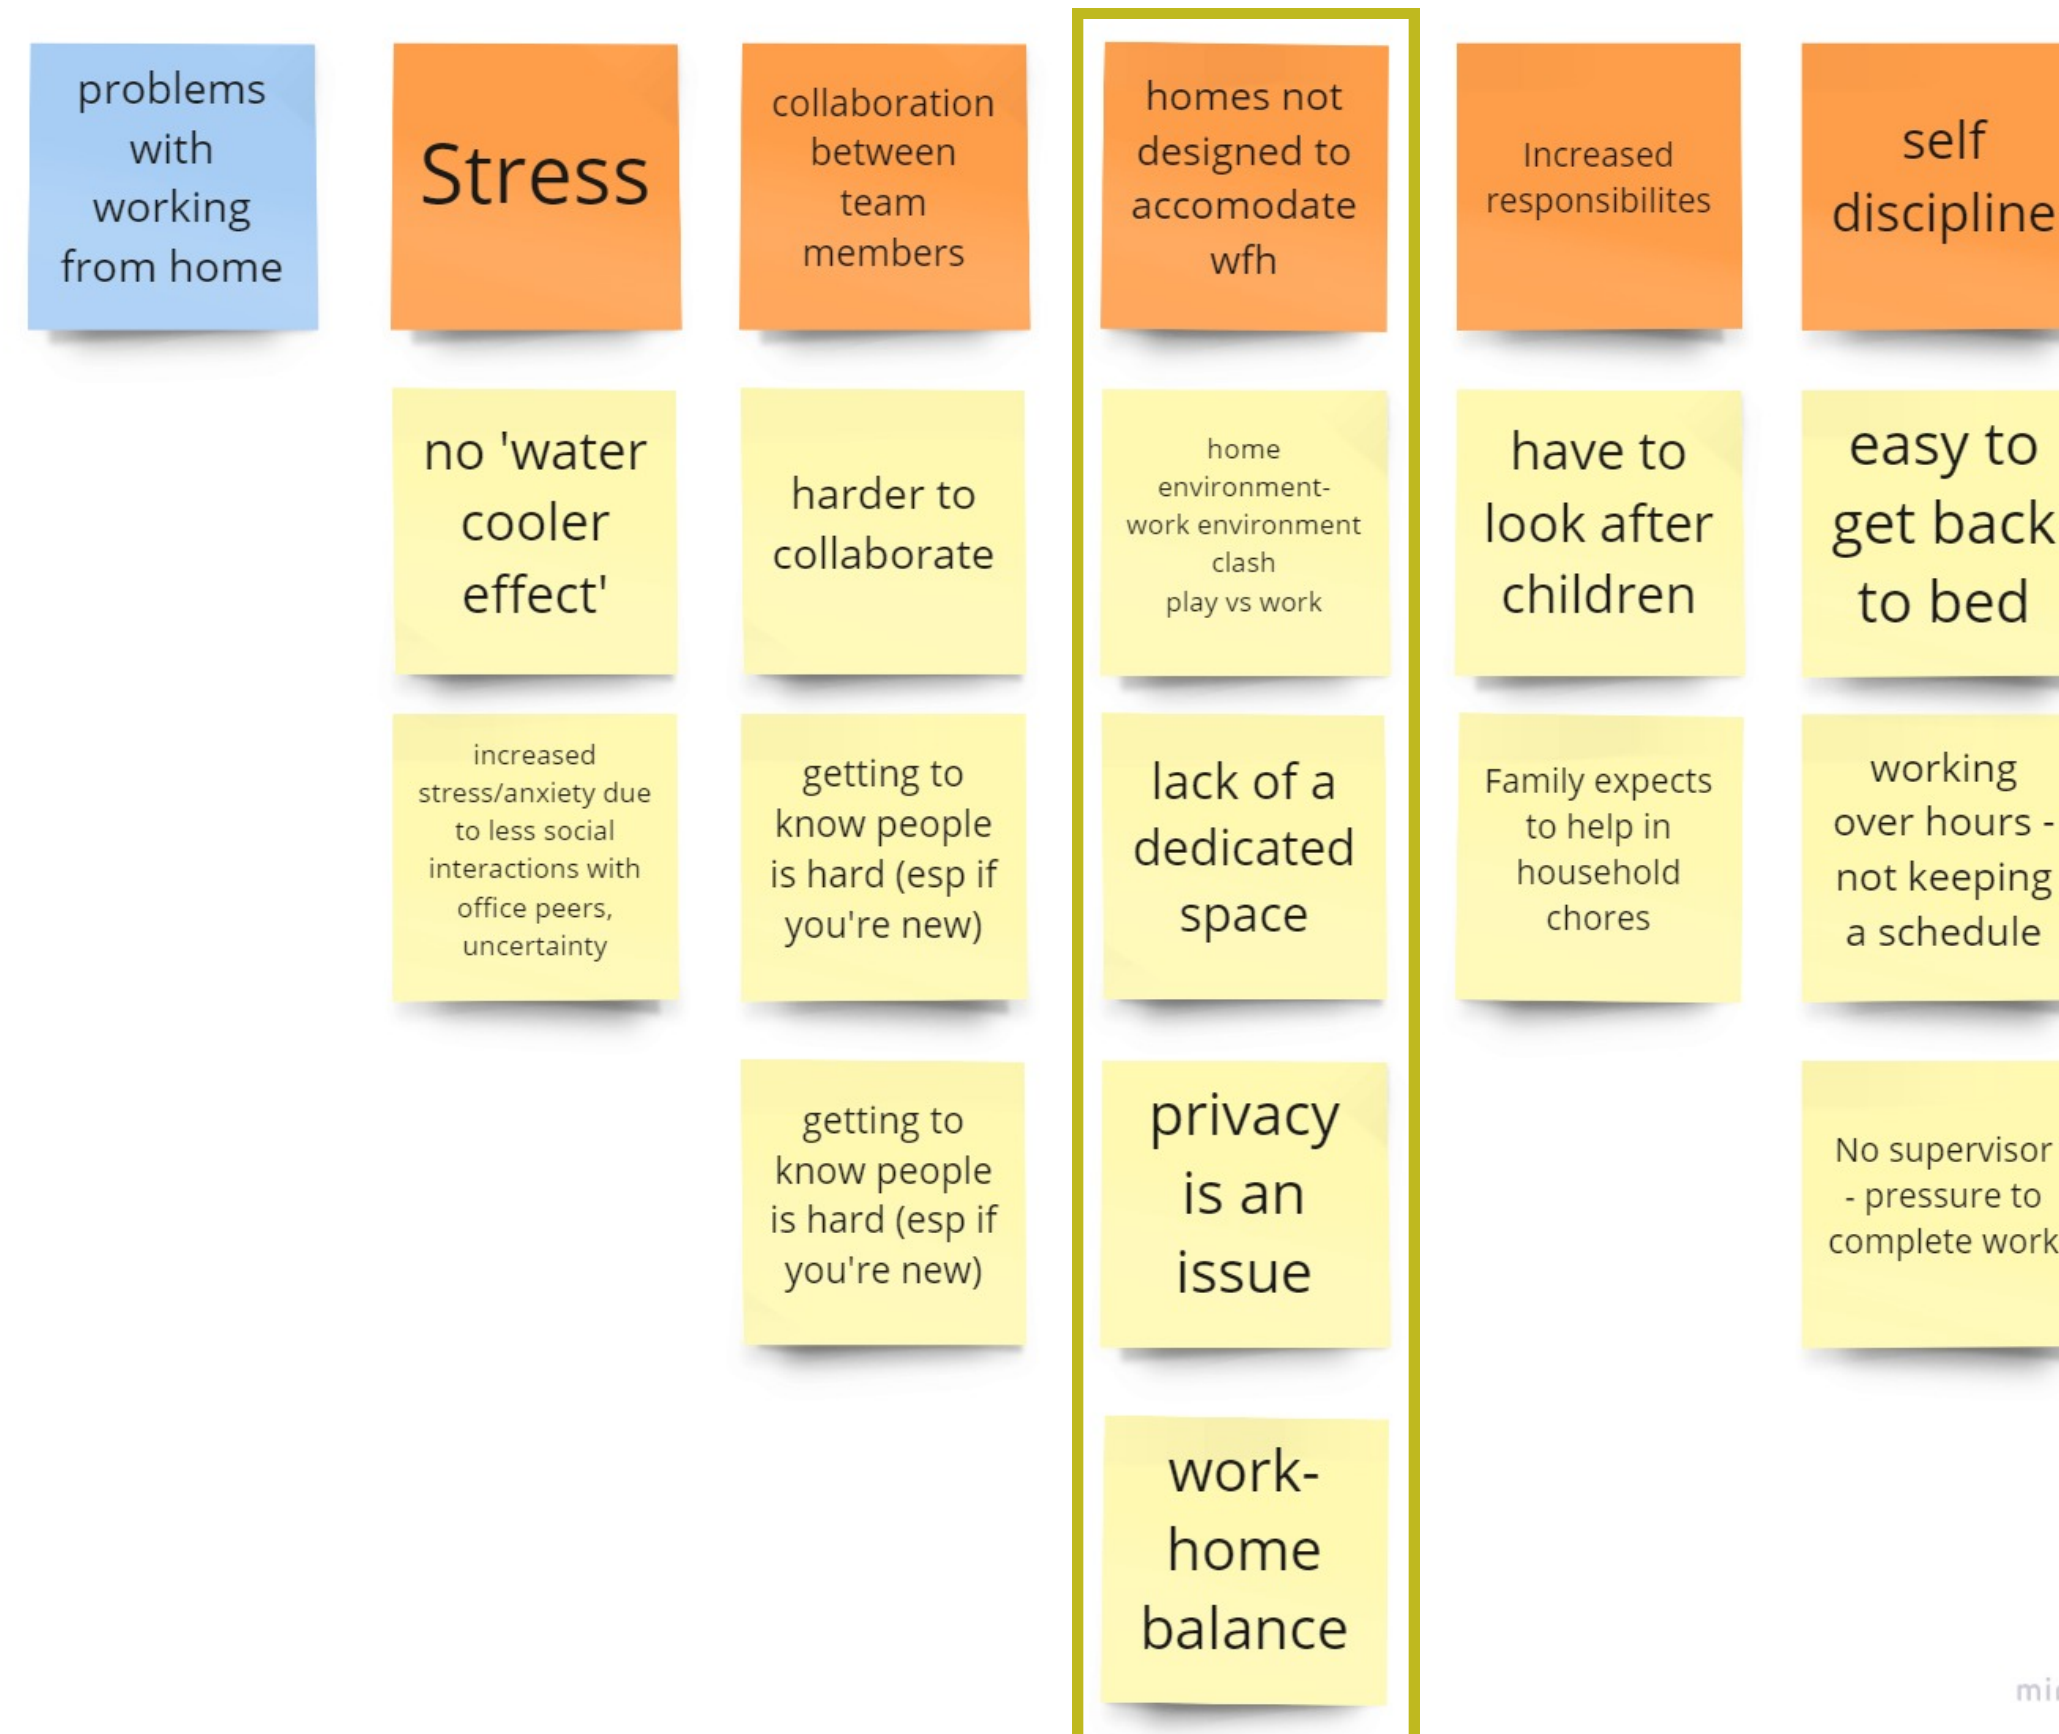 problems
with
working
from home
Stress
collaboration
between
team
members
homes not
designed to
accomodate
wfh
Increased
responsibilites
self
discipline
no 'water
cooler
effect'
harder to
collaborate
home
environment-
work environment
clash
play vs work
have to
look after
children
easy to
get back
to bed
increased
stress/anxiety due
to less social
interactions with
office peers,
uncertainty
getting to
know people
is hard (esp if
you're new)
lack of a
dedicated
space
Family expects
to help in
household
chores
working
over hours -
not keeping
a schedule
getting to
know people
is hard (esp if
you're new)
privacy
is an
issue
No supervisor
- pressure to
complete work
work-
home
balance